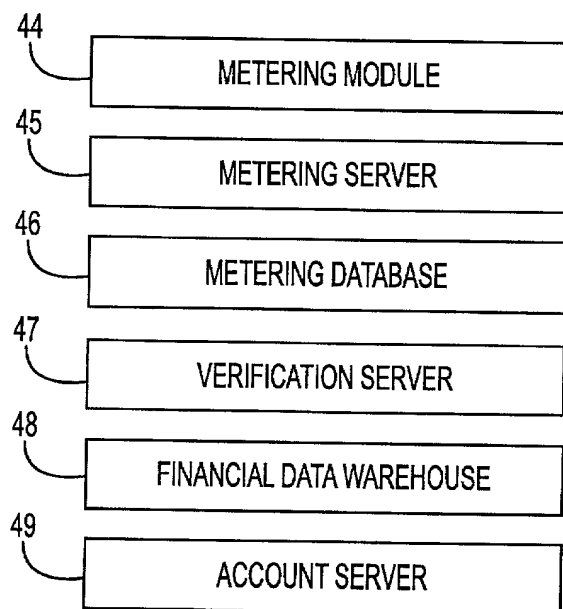 44
METERING MODULE
45
METERING SERVER
46
METERING DATABASE
47
VERIFICATION SERVER
48
FINANCIAL DATA WAREHOUSE
49
ACCOUNT SERVER